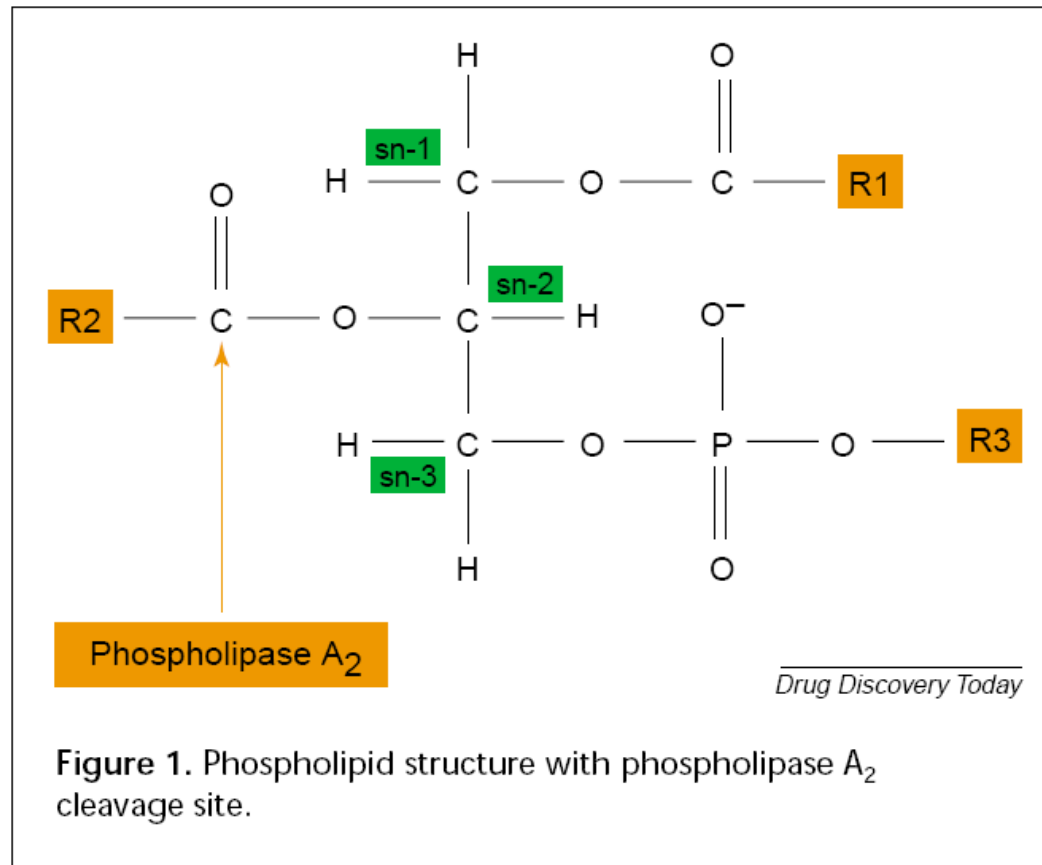 H O
sn-1
H C O C R1
O
sn-2
R2 C O C H O–
H C O P O R3
sn-3
H O
Phospholipase A2
Drug Discovery Today
Figure 1. Phospholipid structure with phospholipase A2
cleavage site.